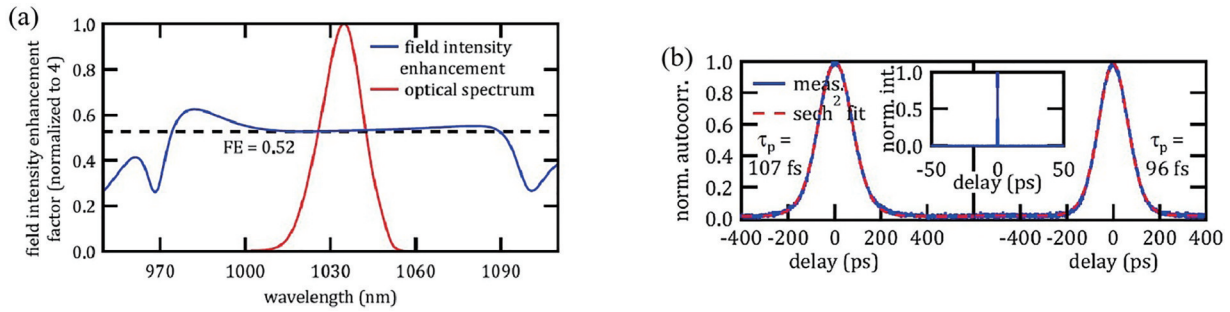 (a)
field intensity enhancement
factor (normalized to 4)
1.0
0.8
0.6
0.4
0.2
0.0
field intensity
enhancement
optical spectrum
FE = 0.52
970
1000
1030
1060
1090
wavelength (nm)
(b)
norm. autocorr.
1.0
0.8
0.6
0.4
0.2
0.0
meas.
sech² fit
τp =
107 fs
norm. int.
1.0
0.5
0.0
-50
0
50
delay (ps)
τp =
96 fs
-400
-200
0
200
400
-400
-200
0
200
400
delay (ps)
delay (ps)